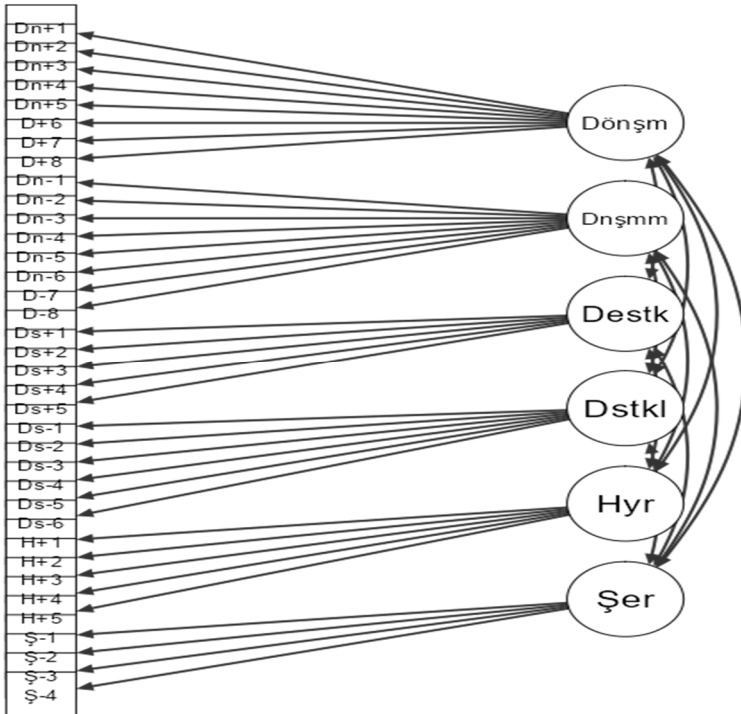 Dn+1
Dn+2
Dn+3
Dn+4
Dn+5
D+6
D+7
D+8
Dn-1
Dn-2
Dn-3
Dn-4
Dn-5
Dn-6
D-7
D-8
Ds+1
Ds+2
Ds+3
Ds+4
Ds+5
Ds-1
Ds-2
Ds-3
Ds-4
Ds-5
Ds-6
H+1
H+2
H+3
H+4
H+5
Ş-1
Ş-2
Ş-3
Ş-4
Dönşm
Dnşmm
Destk
Dstkl
Hyr
Şer